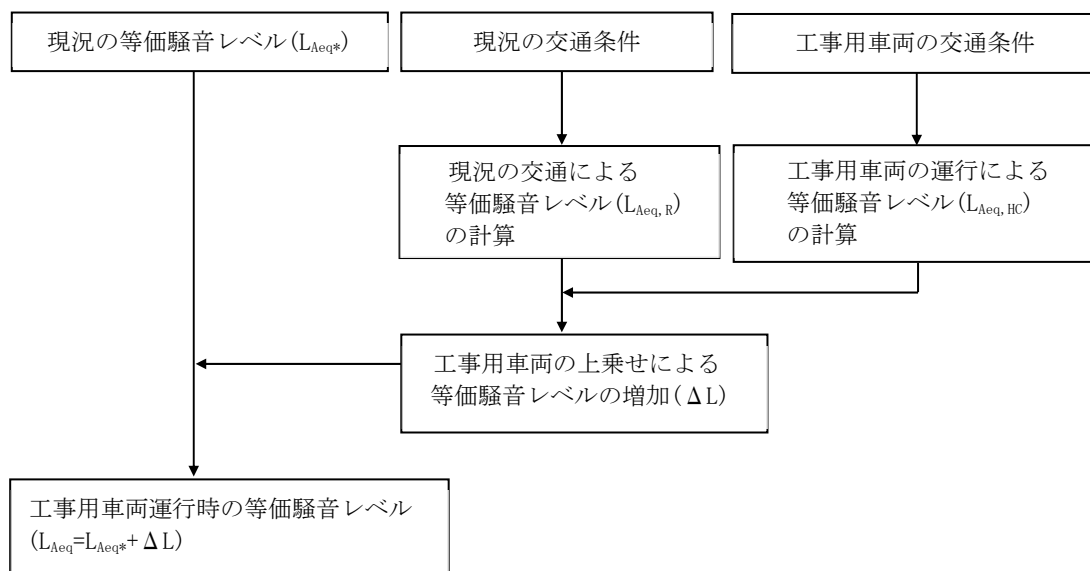 現況の等価騒音レベル(LAeq*)
現況の交通条件
工事用車両の交通条件
現況の交通による
等価騒音レベル(LAeq,R)
の計算
工事用車両の運行による
等価騒音レベル(LAeq,HC)
の計算
工事用車両の上乗せによる
等価騒音レベルの増加(ΔL)
工事用車両運行時の等価騒音レベル
(LAeq=LAeq*+ΔL)